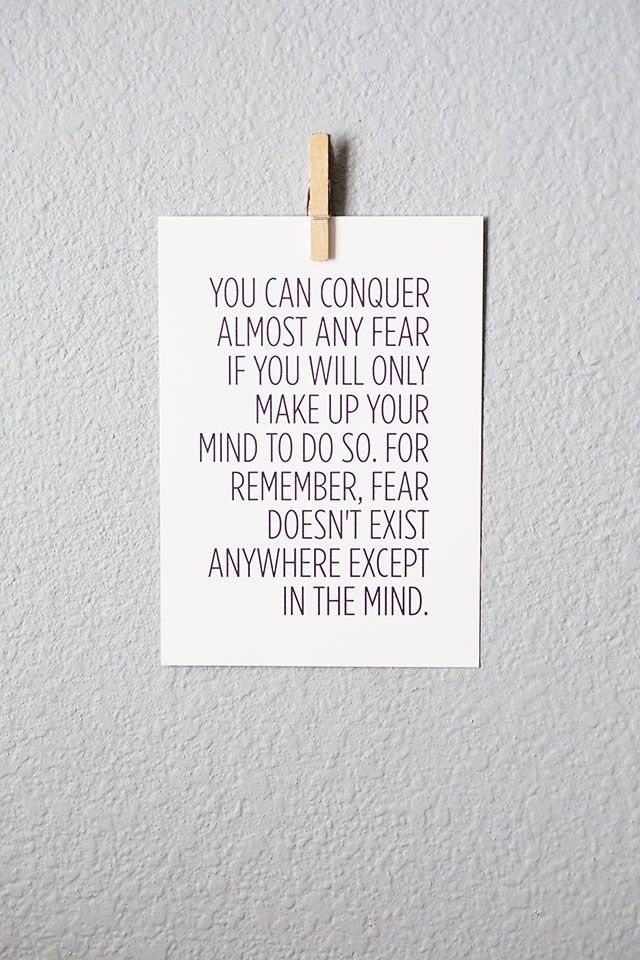 YOU CAN CONQUER
ALMOST ANY FEAR
IF YOU WILL ONLY
MAKE UP YOUR
MIND TO DO SO. FOR
REMEMBER, FEAR
DOESN'T EXIST
ANYWHERE EXCEPT
IN THE MIND.